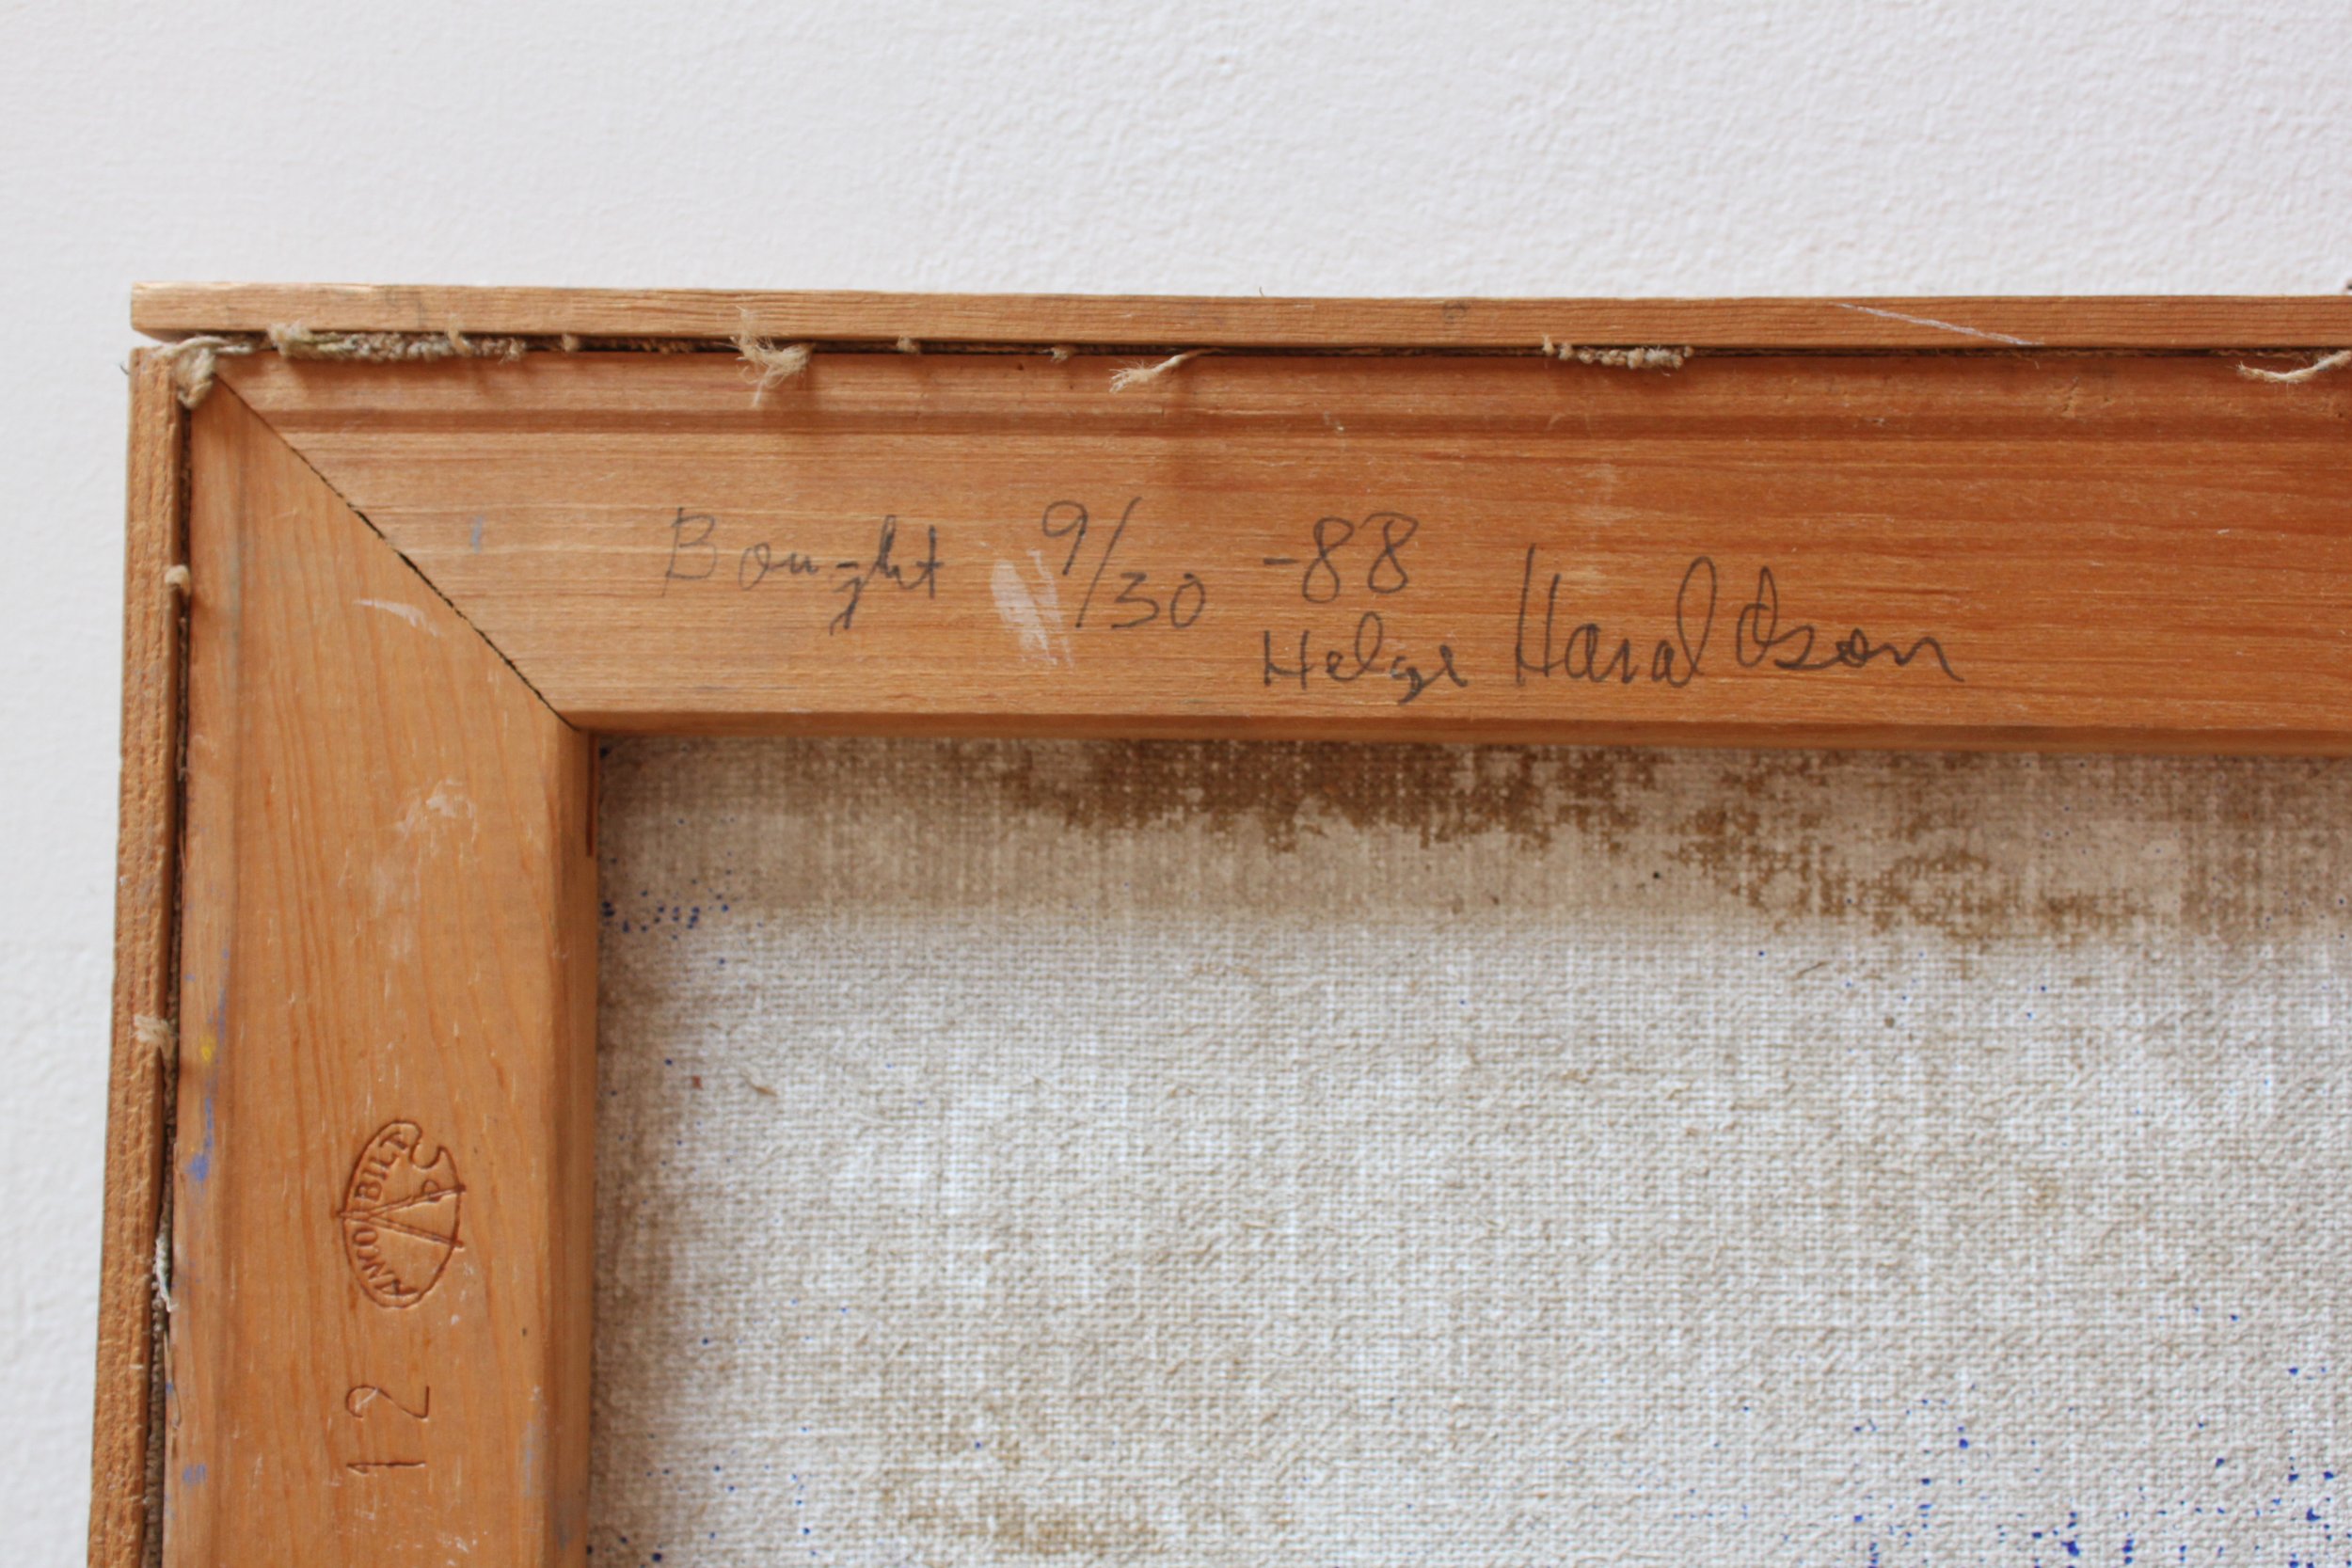 Bought 9/30 -88
Helge Haraldson
ANCO BILT
12